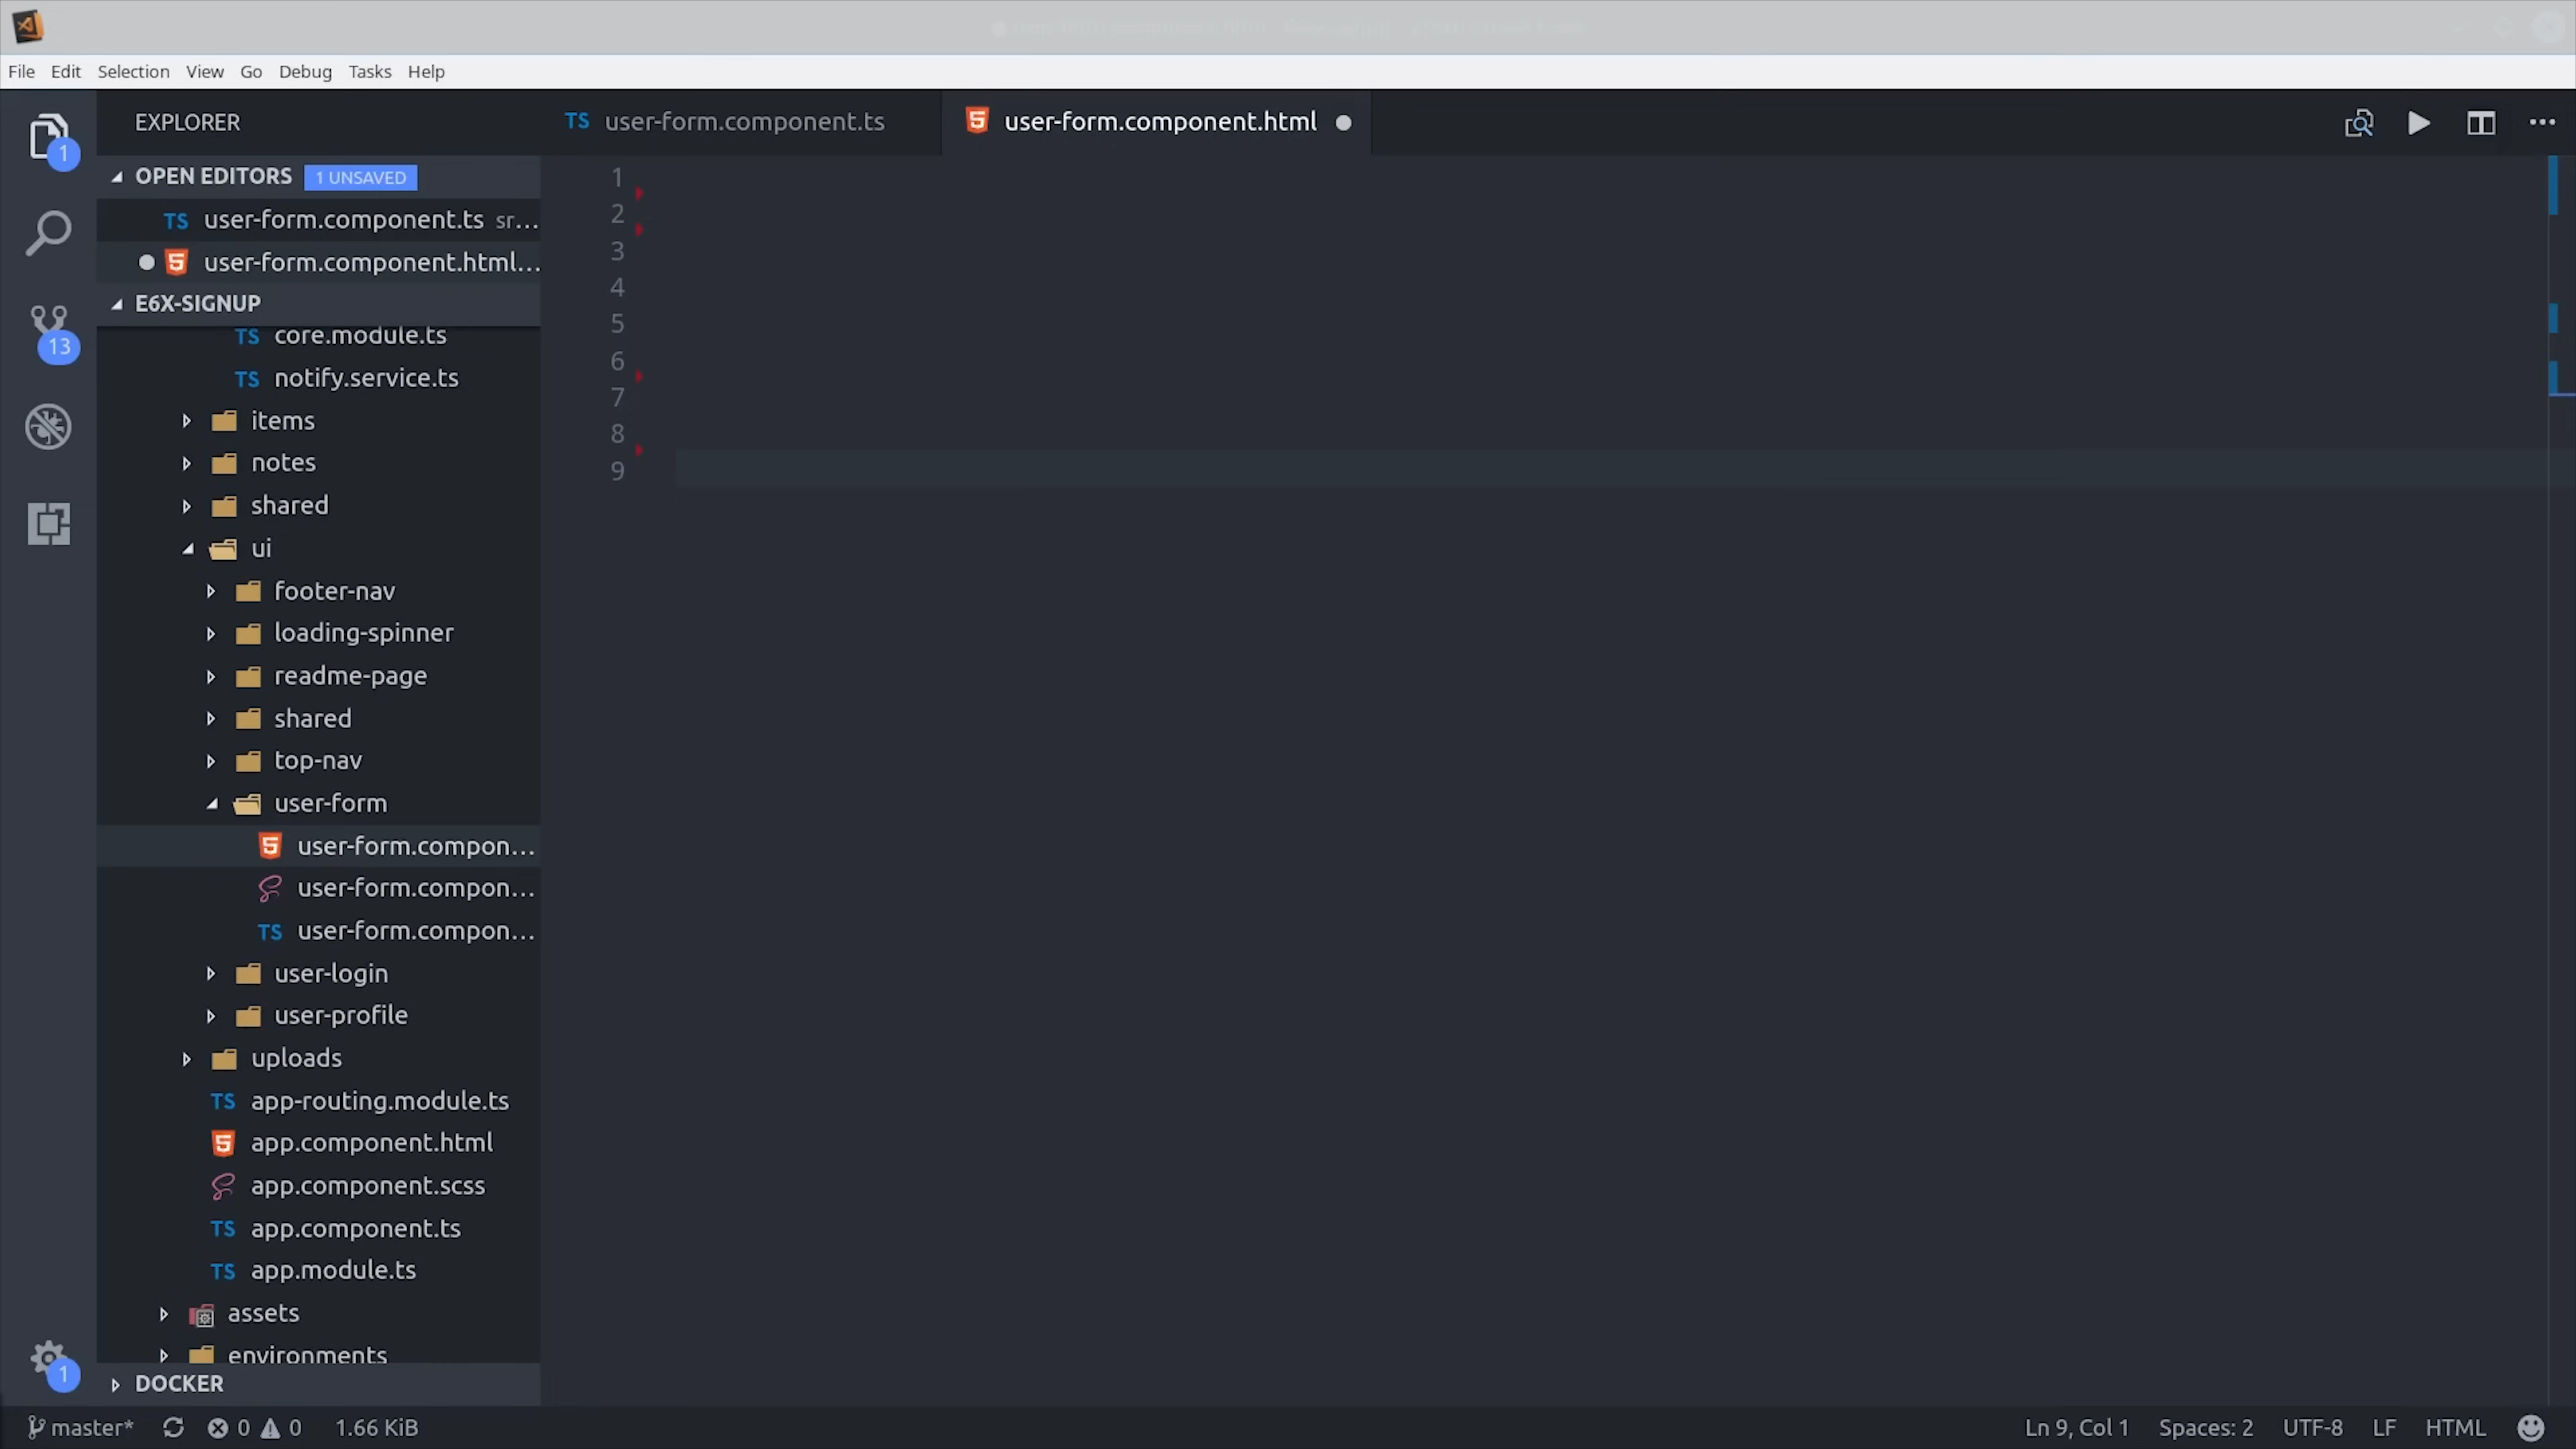 File Edit Selection View Go Debug Tasks Help
EXPLORER
TS user-form.component.ts
user-form.component.html
OPEN EDITORS 1 UNSAVED
TS user-form.component.ts sr...
user-form.component.html...
E6X-SIGNUP
TS core.module.ts
TS notify.service.ts
items
notes
shared
ui
footer-nav
loading-spinner
readme-page
shared
top-nav
user-form
user-form.compon...
user-form.compon...
TS user-form.compon...
user-login
user-profile
uploads
TS app-routing.module.ts
app.component.html
app.component.scss
TS app.component.ts
TS app.module.ts
assets
environments
DOCKER
1
13
1
1
2
3
4
5
6
7
8
9
master* 0 0 1.66 KiB
Ln 9, Col 1 Spaces: 2 UTF-8 LF HTML